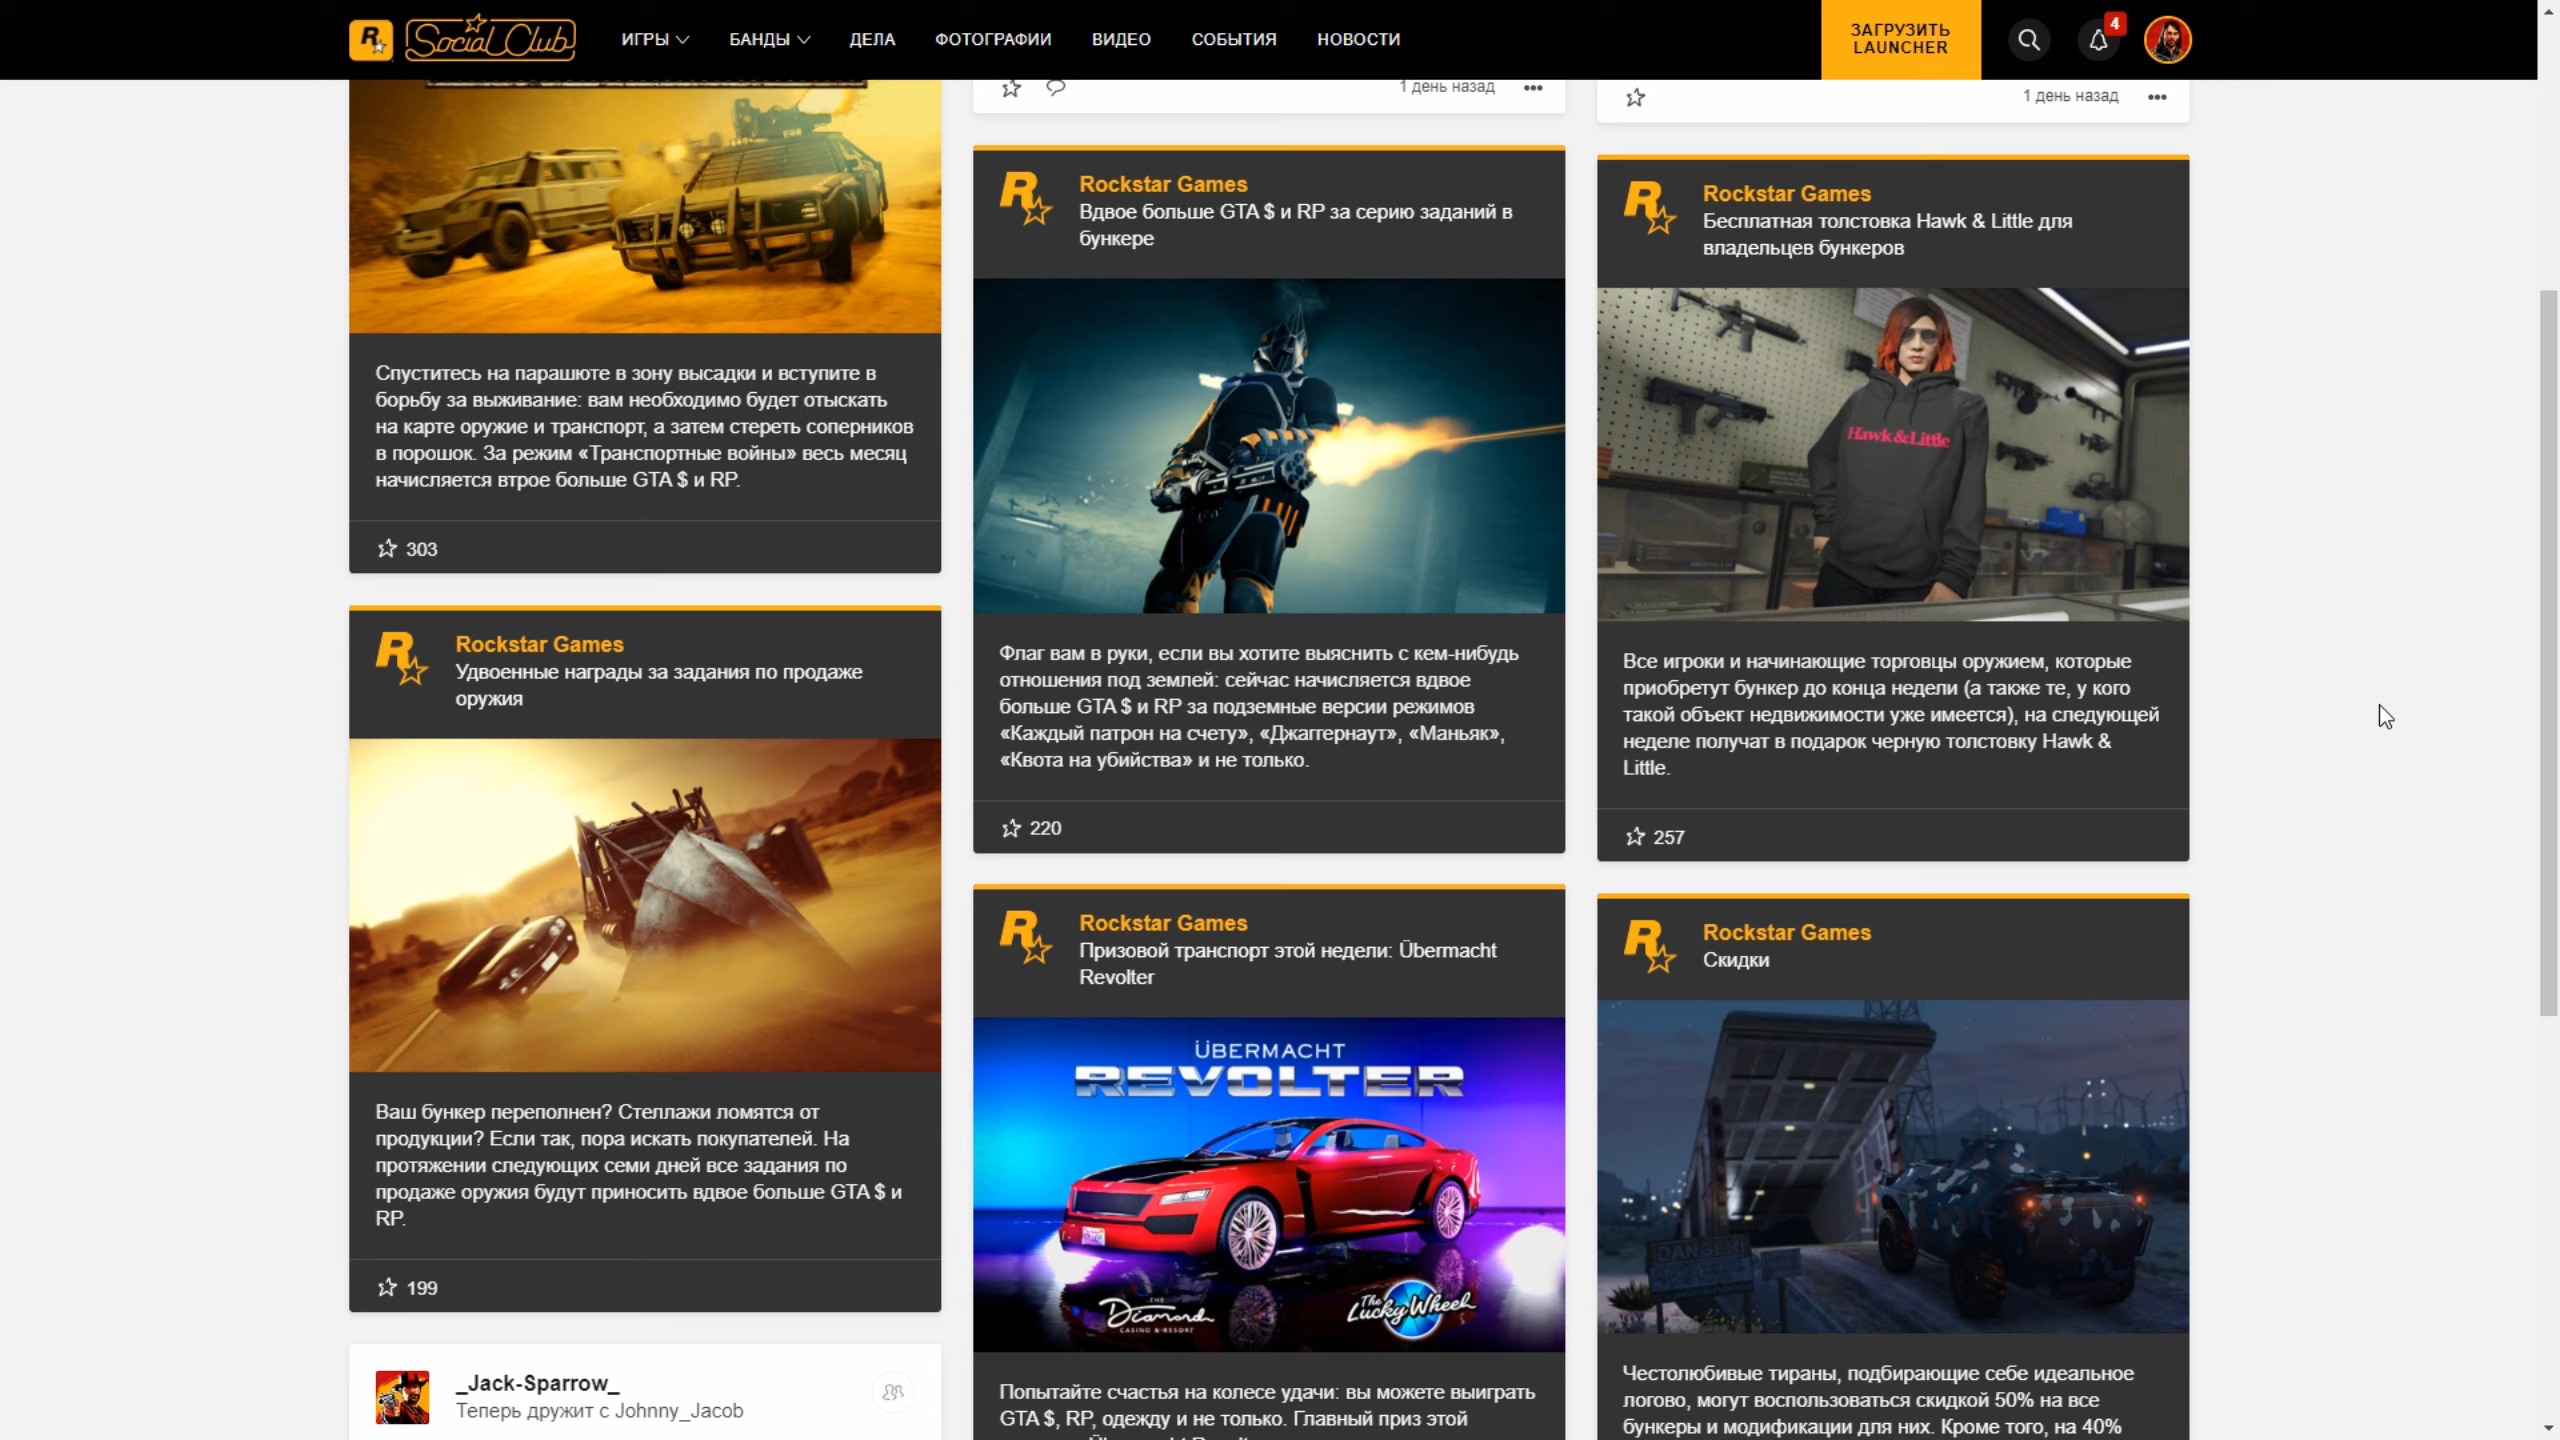 Social Club
ИГРЫ
БАНДЫ
ДЕЛА
ФОТОГРАФИИ
ВИДЕО
СОБЫТИЯ
НОВОСТИ
ЗАГРУЗИТЬ
LAUNCHER
4
Спуститесь на парашюте в зону высадки и вступите в
борьбу за выживание: вам необходимо будет отыскать
на карте оружие и транспорт, а затем стереть соперников
в порошок. За режим «Транспортные войны» весь месяц
начисляется втрое больше GTA $ и RP.
303
Rockstar Games
Удвоенные награды за задания по продаже
оружия
Ваш бункер переполнен? Стеллажи ломятся от
продукции? Если так, пора искать покупателей. На
протяжении следующих семи дней все задания по
продаже оружия будут приносить вдвое больше GTA $ и
RP.
199
_Jack-Sparrow_
Теперь дружит с Johnny_Jacob
1 день назад
Rockstar Games
Вдвое больше GTA $ и RP за серию заданий в
бункере
Флаг вам в руки, если вы хотите выяснить с кем-нибудь
отношения под землей: сейчас начисляется вдвое
больше GTA $ и RP за подземные версии режимов
«Каждый патрон на счету», «Джаггернаут», «Маньяк»,
«Квота на убийства» и не только.
220
Rockstar Games
Призовой транспорт этой недели: Übermacht
Revolter
ÜBERMACHT
REVOLTER
THE
Diamond
CASINO & RESORT
The
Lucky Wheel
Попытайте счастья на колесе удачи: вы можете выиграть
GTA $, RP, одежду и не только. Главный приз этой
1 день назад
Rockstar Games
Бесплатная толстовка Hawk & Little для
владельцев бункеров
Hawk & Little
Все игроки и начинающие торговцы оружием, которые
приобретут бункер до конца недели (а также те, у кого
такой объект недвижимости уже имеется), на следующей
неделе получат в подарок черную толстовку Hawk &
Little.
257
Rockstar Games
Скидки
DANGER
Честолюбивые тираны, подбирающие себе идеальное
логово, могут воспользоваться скидкой 50% на все
бункеры и модификации для них. Кроме того, на 40%